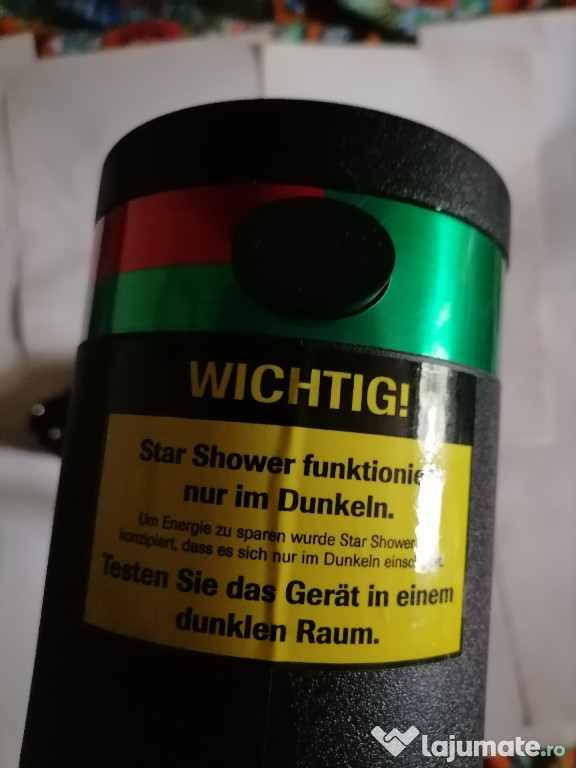 WICHTIG!
Star Shower funktionie
nur im Dunkeln.
Um Energie zu sparen wurde Star Shower
konzipiert, dass es sich nur im Dunkeln
Testen Sie das Gerät in einem
dunklen Raum.
lajumate.ro